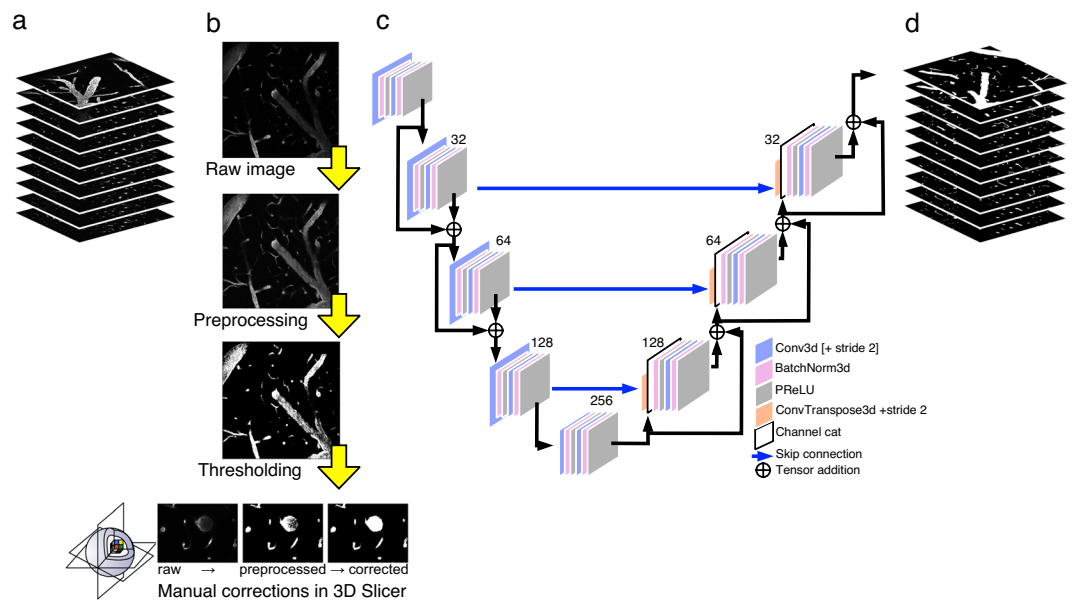 a
b
c
d
Raw image
Preprocessing
Thresholding
raw → preprocessed → corrected
Manual corrections in 3D Slicer
32
64
128
256
128
64
32
Conv3d [+ stride 2]
BatchNorm3d
PReLU
ConvTranspose3d +stride 2
Channel cat
Skip connection
Tensor addition